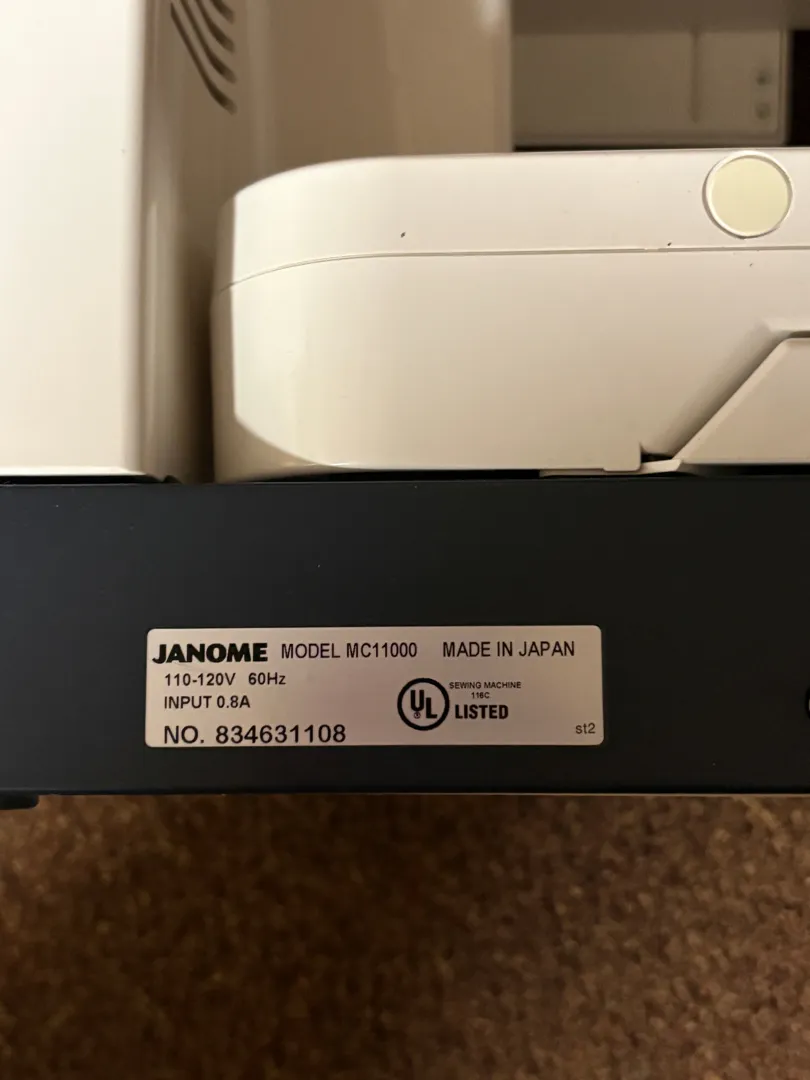 JANOME MODEL MC11000 MADE IN JAPAN
110-120V 60Hz
INPUT 0.8A
UL
SEWING MACHINE
116C
LISTED
NO. 834631108
st2